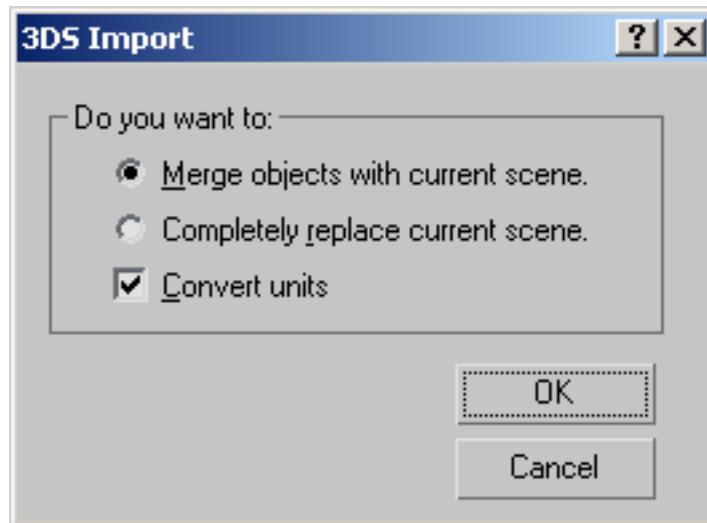 3DS Import
Do you want to:
Merge objects with current scene.
Completely replace current scene.
Convert units
OK
Cancel